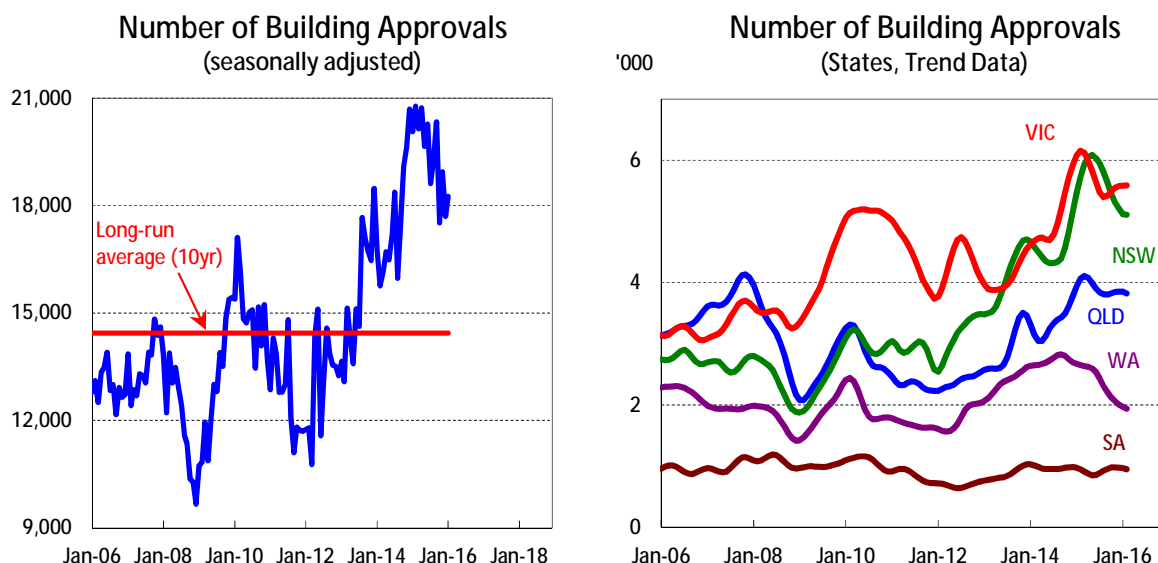 Number of Building Approvals
(seasonally adjusted)
21,000
18,000
15,000
12,000
9,000
Long-run
average (10yr)
Jan-06 Jan-08 Jan-10 Jan-12 Jan-14 Jan-16 Jan-18
Number of Building Approvals
'000 (States, Trend Data)
6
4
2
0
VIC
NSW
QLD
WA
SA
Jan-06 Jan-08 Jan-10 Jan-12 Jan-14 Jan-16